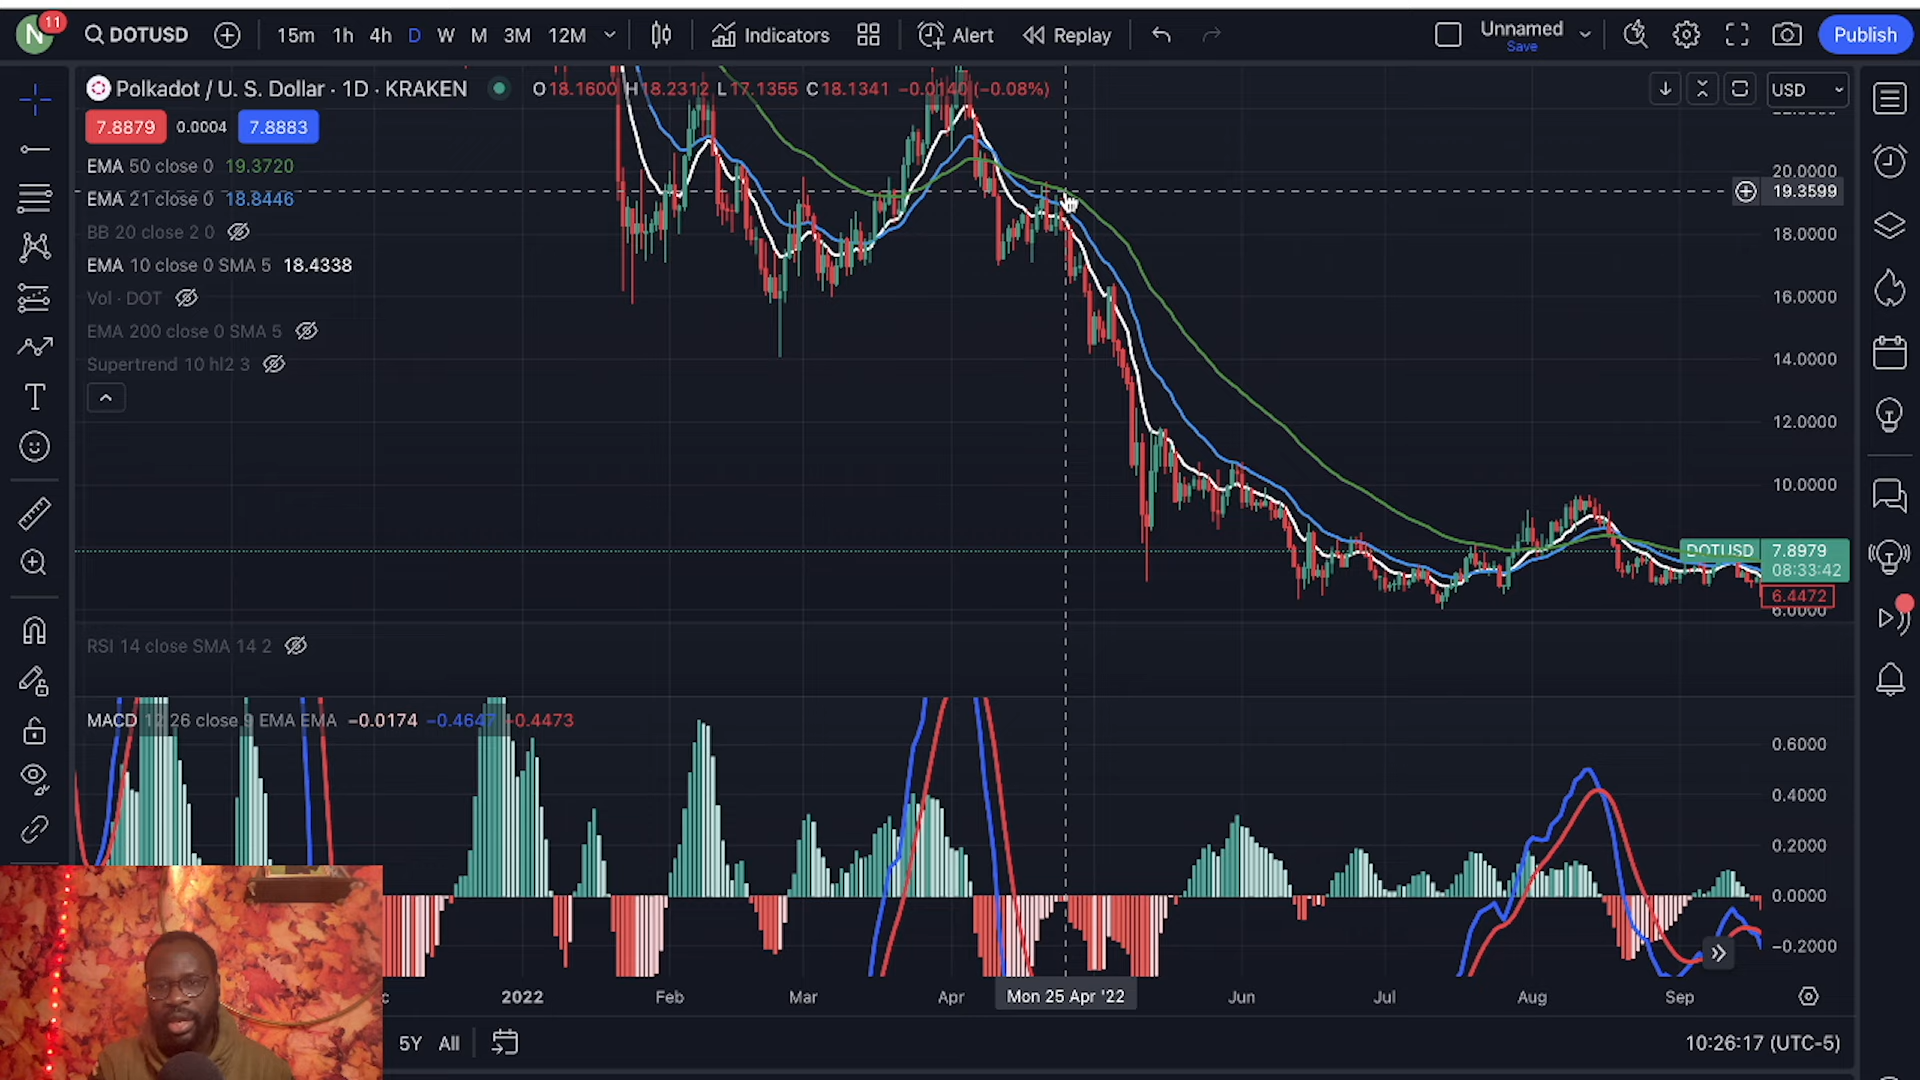 N 11 DOTUSD 15m 1h 4h D W M 3M 12M Indicators Alert Replay Unnamed Save Publish
Polkadot / U. S. Dollar · 1D · KRAKEN O18.1600 H18.2312 L17.1355 C18.1341 −0.0140 (−0.08%) USD
7.8879 0.0004 7.8883
EMA 50 close 0 19.3720
20.0000
19.3599
EMA 21 close 0 18.8446
BB 20 close 2 0
18.0000
EMA 10 close 0 SMA 5 18.4338
Vol · DOT
16.0000
EMA 200 close 0 SMA 5
Supertrend 10 hl2 3
14.0000
12.0000
10.0000
DOTUSD 7.8979
08:33:42
6.4472
6.0000
RSI 14 close SMA 14 2
MACD 12 26 close 9 EMA EMA −0.0174 −0.4647 −0.4473
0.6000
0.4000
0.2000
0.0000
−0.2000
2022 Feb Mar Apr Mon 25 Apr '22 Jun Jul Aug Sep
5Y All 10:26:17 (UTC-5)